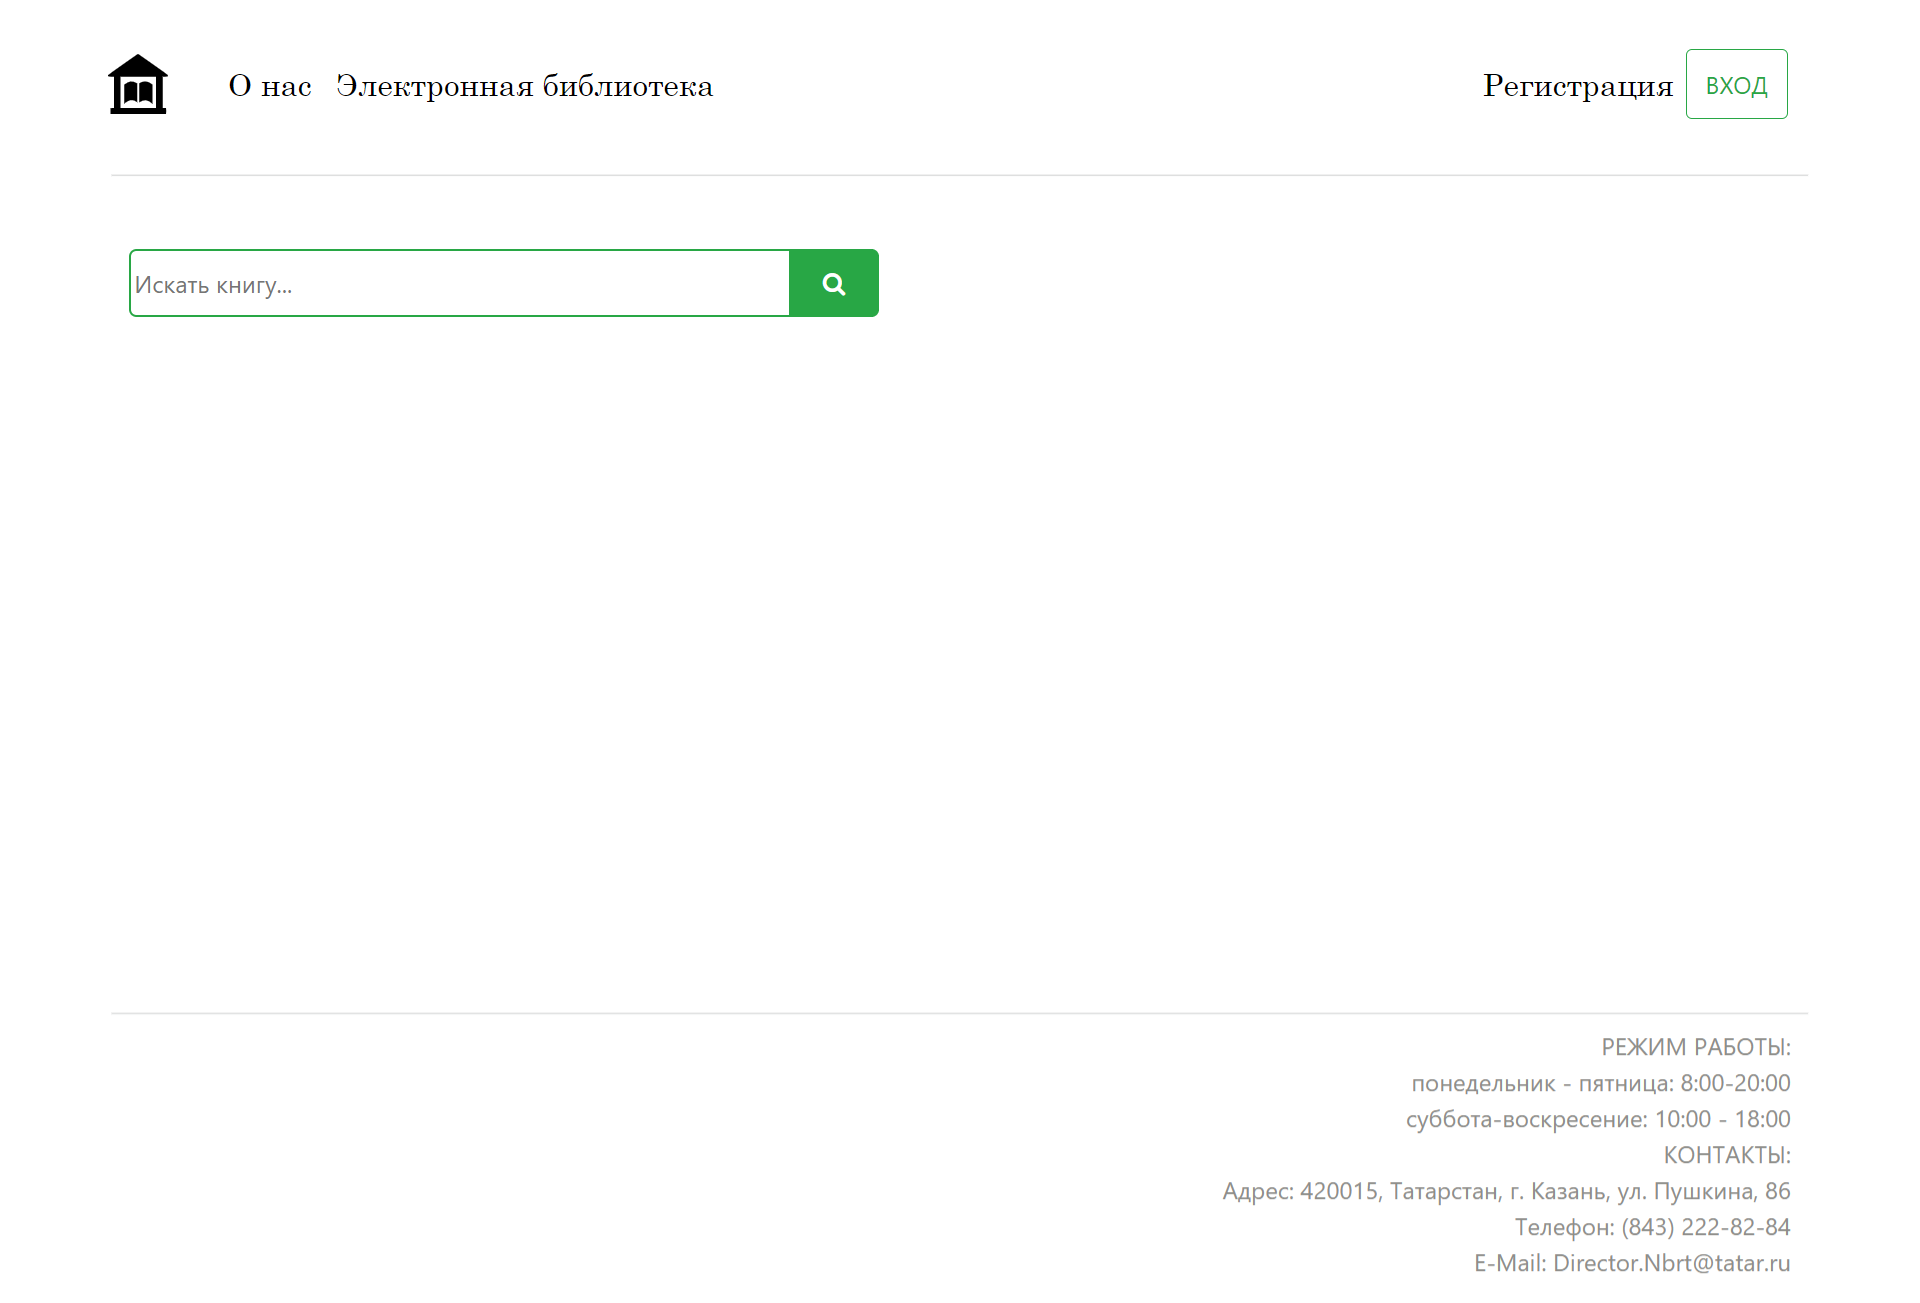 О нас Электронная библиотека Регистрация ВХОД
Искать книгу...
РЕЖИМ РАБОТЫ:
понедельник - пятница: 8:00-20:00
суббота-воскресение: 10:00 - 18:00
КОНТАКТЫ:
Адрес: 420015, Татарстан, г. Казань, ул. Пушкина, 86
Телефон: (843) 222-82-84
E-Mail: Director.Nbrt@tatar.ru